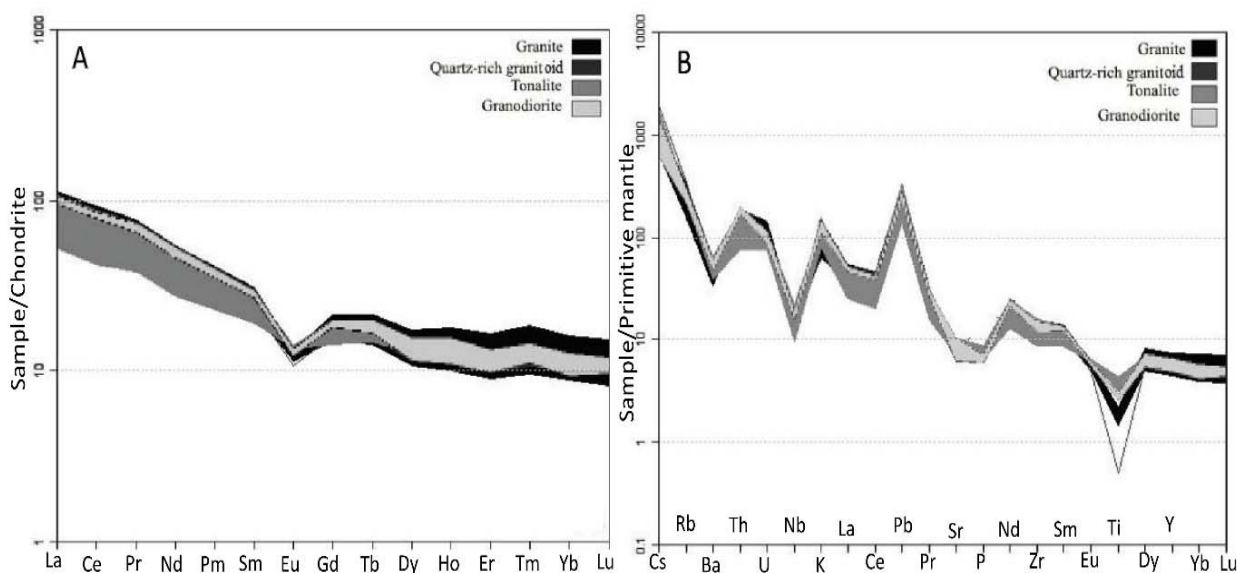 A
Granite
Quartz-rich granitoid
Tonalite
Granodiorite
Sample/Chondrite
1000
100
10
1
La Ce Pr Nd Pm Sm Eu Gd Tb Dy Ho Er Tm Yb Lu
B
Granite
Quartz-rich granitoid
Tonalite
Granodiorite
Sample/Primitive mantle
10000
1000
100
10
1
0.1
Rb Th Nb La Pb Sr Nd Sm Ti Y
Cs Ba U K Ce Pr P Zr Eu Dy Yb Lu